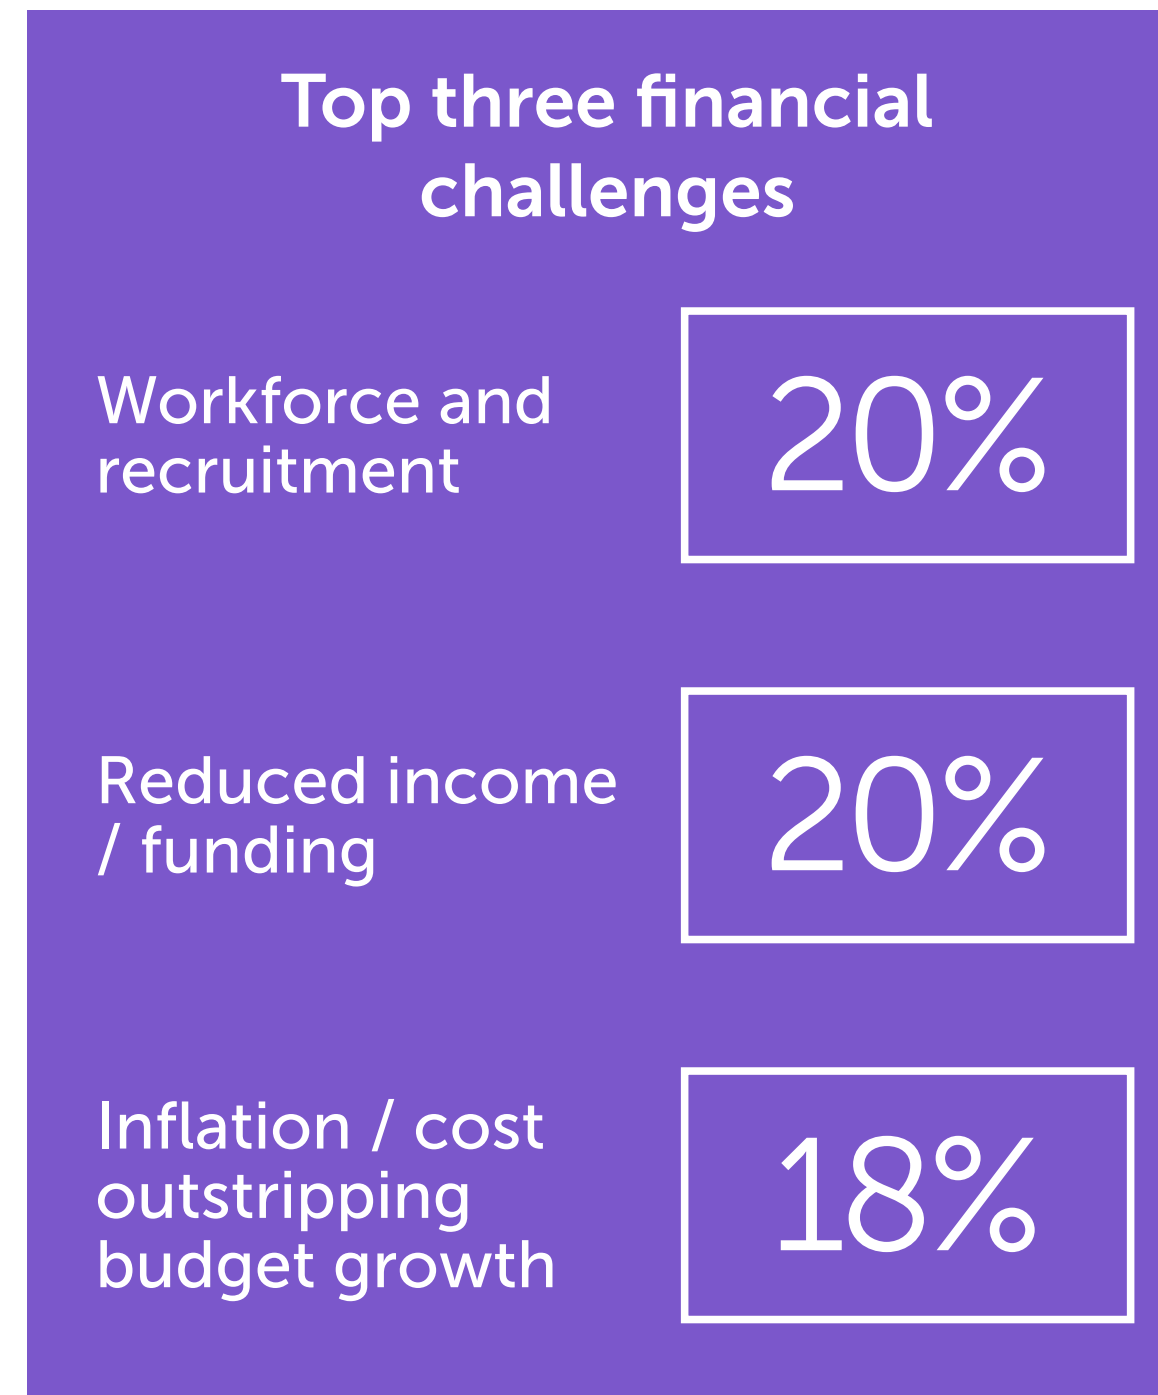 Top three financial
challenges
Workforce and
recruitment
20%
Reduced income
/ funding
20%
Inflation / cost
outstripping
budget growth
18%